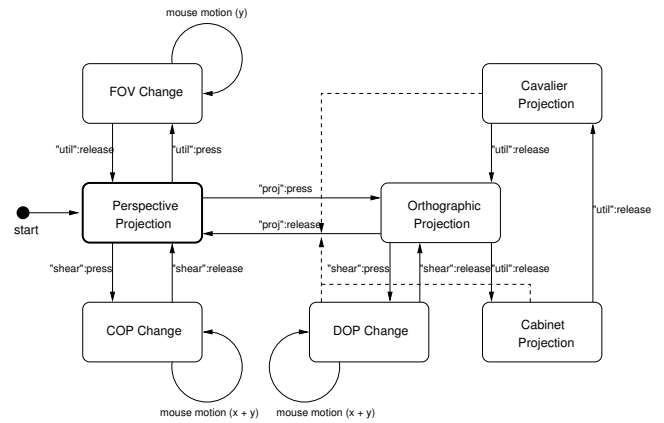 mouse motion (y)
FOV Change
Cavalier
Projection
"util":release
"util":press
"util":release
"proj":press
Perspective
Projection
Orthographic
Projection
"util":release
start
"proj":release
"shear":press
"shear":release
"shear":press
"shear":release
"util":release
COP Change
DOP Change
Cabinet
Projection
mouse motion (x + y)
mouse motion (x + y)